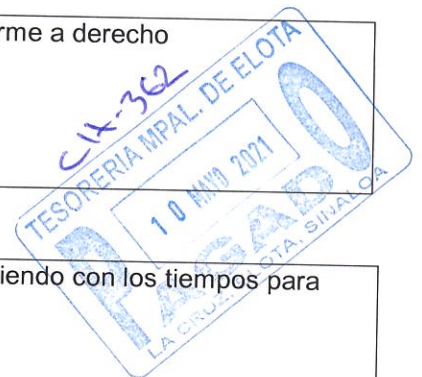 rme a derecho
CIX-362
TESORERIA MPAL. DE ELOTA
10 MAYO 2021
PAGADO
LA CRUZ, ELOTA, SINALOA
iendo con los tiempos para